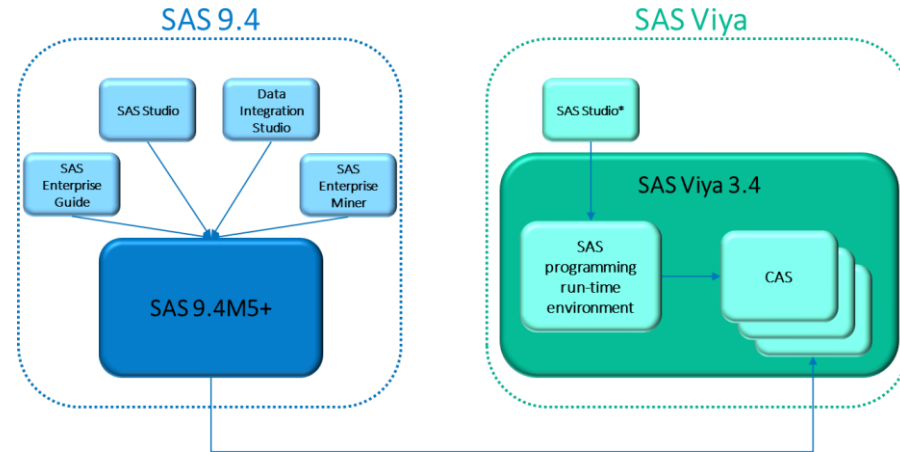 SAS 9.4
SAS Viya
SAS Studio
Data
Integration
Studio
SAS
Enterprise
Guide
SAS
Enterprise
Miner
SAS 9.4M5+
SAS Studio*
SAS Viya 3.4
SAS
programming
run-time
environment
CAS